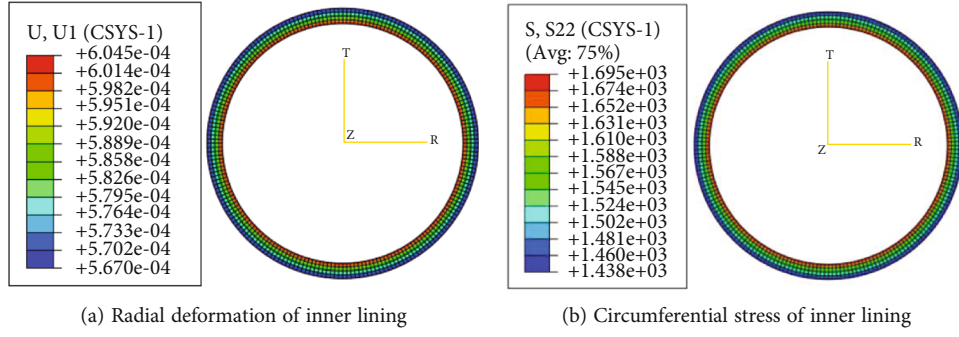 U, U1 (CSYS-1)
+6.045e-04
+6.014e-04
+5.982e-04
+5.951e-04
+5.920e-04
+5.889e-04
+5.858e-04
+5.826e-04
+5.795e-04
+5.764e-04
+5.733e-04
+5.702e-04
+5.670e-04
T
Z
R
(a) Radial deformation of inner lining
S, S22 (CSYS-1)
(Avg: 75%)
+1.695e+03
+1.674e+03
+1.652e+03
+1.631e+03
+1.610e+03
+1.588e+03
+1.567e+03
+1.545e+03
+1.524e+03
+1.502e+03
+1.481e+03
+1.460e+03
+1.438e+03
T
Z
R
(b) Circumferential stress of inner lining